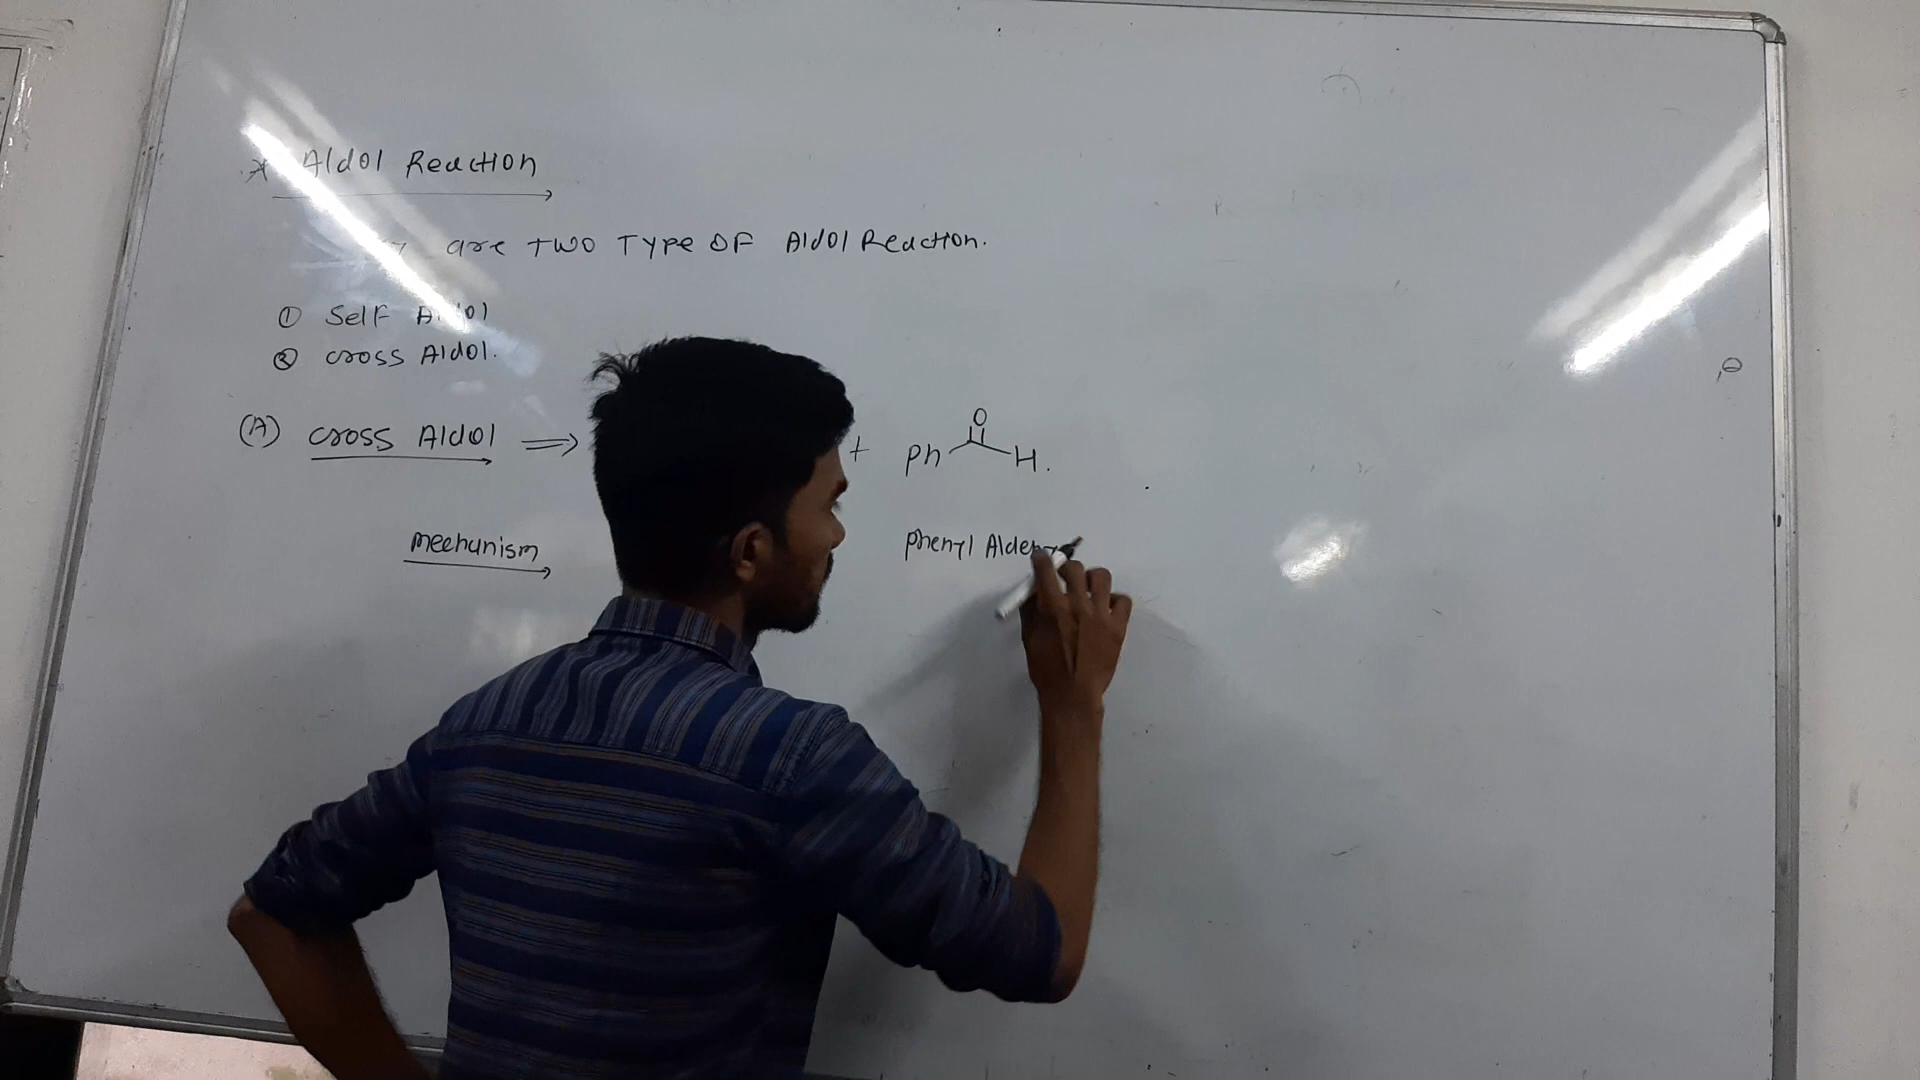 Aldol Reaction
are two Type of Aldol Reaction.
① Self Aldol
② cross Aldol.
(A) cross Aldol ⇒ + Ph O H.
mechanism phenyl Aldehy